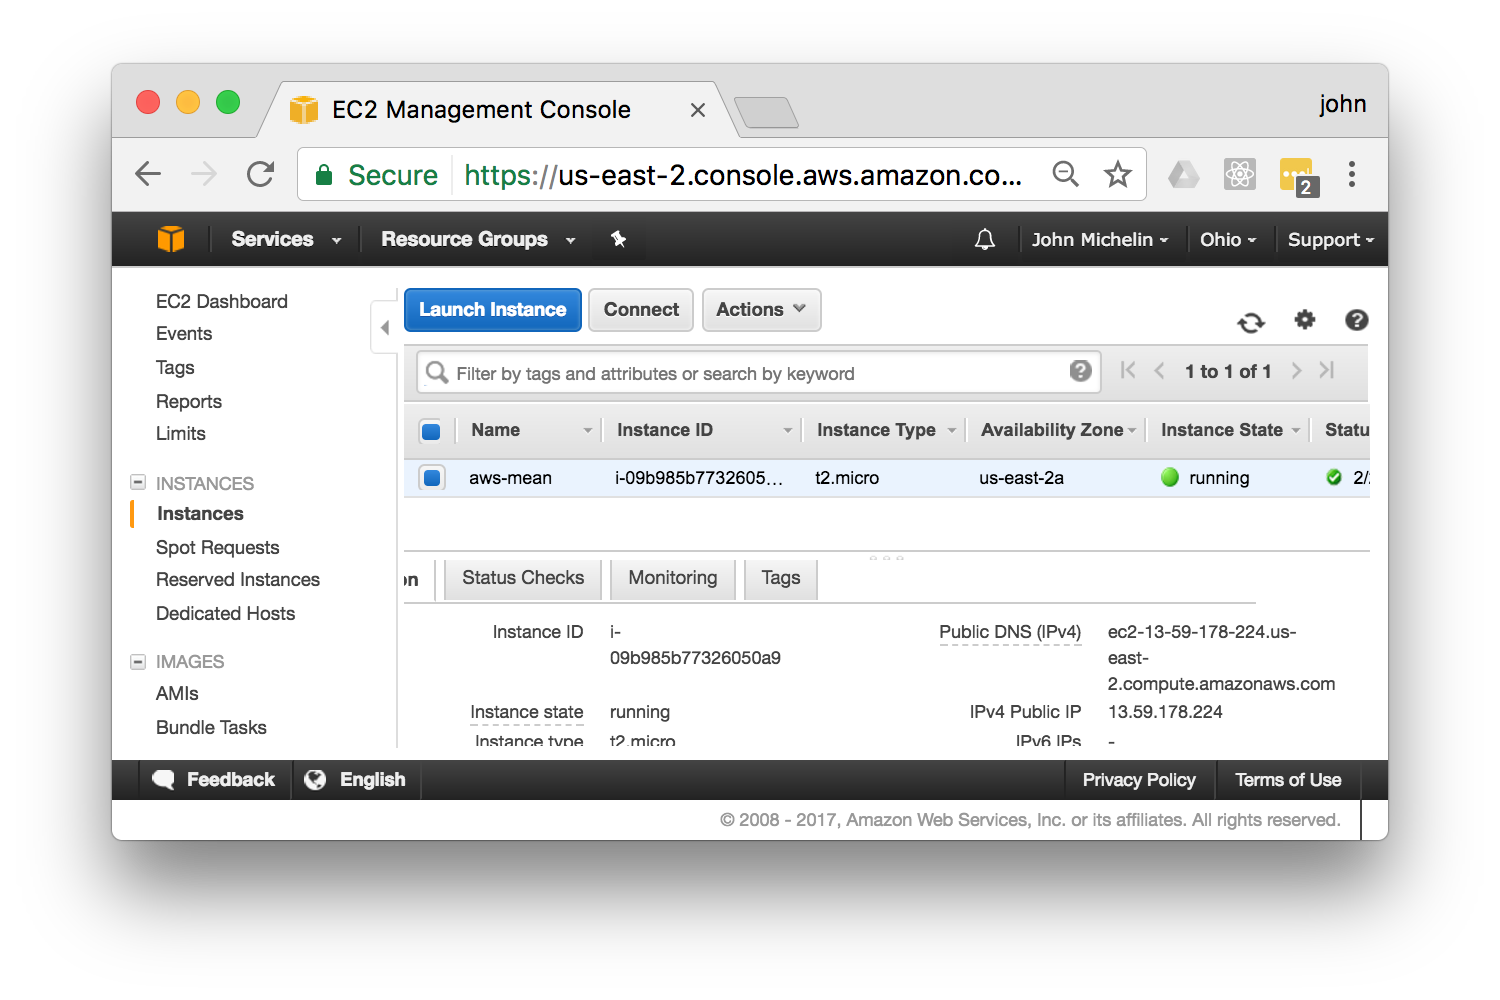 EC2 Management Console
john
Secure https://us-east-2.console.aws.amazon.co...
2
Services Resource Groups John Michelin Ohio Support
EC2 Dashboard
Events
Tags
Reports
Limits
INSTANCES
Instances
Spot Requests
Reserved Instances
Dedicated Hosts
IMAGES
AMIs
Bundle Tasks
Launch Instance Connect Actions
Filter by tags and attributes or search by keyword 1 to 1 of 1
Name Instance ID Instance Type Availability Zone Instance State Statu
aws-mean i-09b985b7732605... t2.micro us-east-2a running 2/
on Status Checks Monitoring Tags
Instance ID i-
09b985b77326050a9
Public DNS (IPv4) ec2-13-59-178-224.us-
east-
2.compute.amazonaws.com
Instance state running IPv4 Public IP 13.59.178.224
Instance type t2.micro IPv6 IPs -
Feedback English Privacy Policy Terms of Use
© 2008 - 2017, Amazon Web Services, Inc. or its affiliates. All rights reserved.